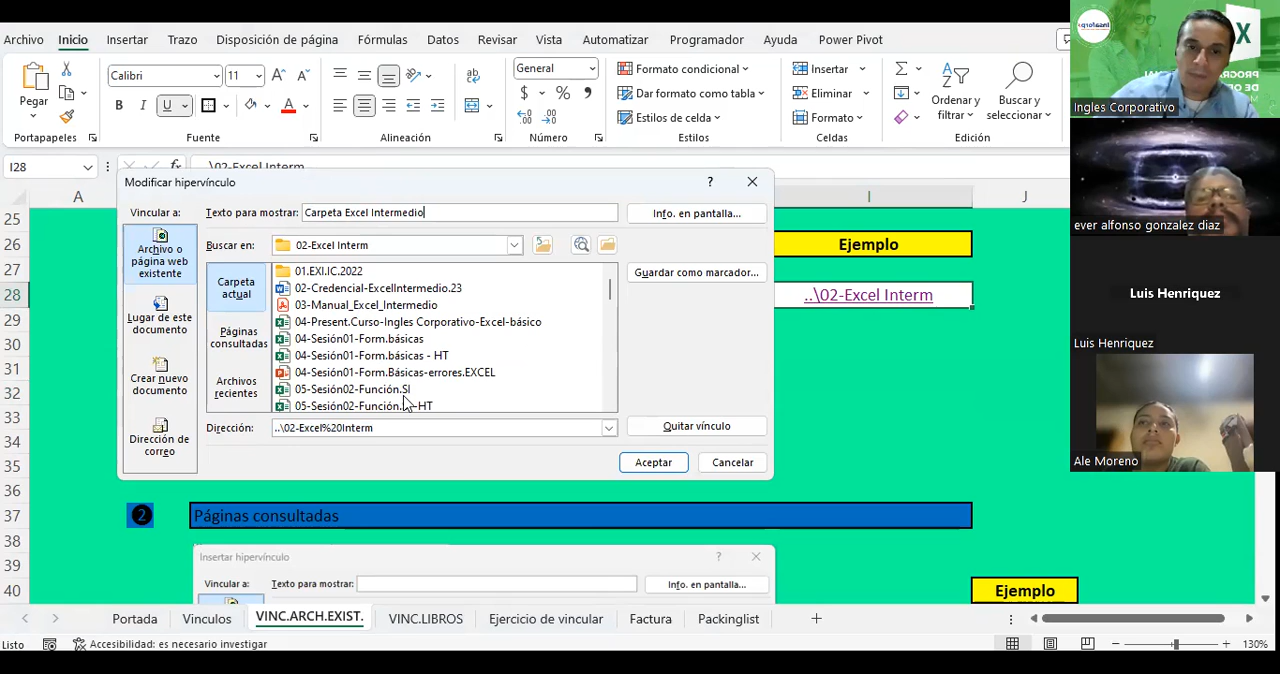 Archivo Inicio Insertar Trazo Disposición de página Datos Revisar Vista Automatizar Programador Ayuda Power Pivot
Pegar
Portapapeles
Calibri 11
N I S
Fuente
Alineación
General
$ % ,
Número
Formato condicional
Dar formato como tabla
Estilos de celda
Estilos
Insertar
Eliminar
Formato
Celdas
Ordenar y filtrar
Buscar y seleccionar
Edición
I28
..\02-Excel Interm
A I J
25
26 Ejemplo
27
28 ..\02-Excel Interm
29
30
31
32
33
34
35
36
37 2 Páginas consultadas
38
39
40 Ejemplo
Modificar hipervínculo ?
Vincular a: Texto para mostrar: Carpeta Excel Intermedio Info. en pantalla...
Archivo o página web existente
Lugar de este documento
Crear nuevo documento
Dirección de correo
Buscar en: 02-Excel Interm
Carpeta actual
Páginas consultadas
Archivos recientes
01.EXI.IC.2022
02-Credencial-ExcelIntermedio.23
03-Manual_Excel_Intermedio
04-Present.Curso-Ingles Corporativo-Excel-básico
04-Sesión01-Form.básicas
04-Sesión01-Form.básicas - HT
04-Sesión01-Form.Básicas-errores.EXCEL
05-Sesión02-Función.SI
Guardar como marcador...
Dirección: ..\02-Excel%20Interm Quitar vínculo
Aceptar Cancelar
Insertar hipervínculo ?
Vincular a: Texto para mostrar: Info. en pantalla...
Portada Vinculos VINC.ARCH.EXIST. VINC.LIBROS Ejercicio de vincular Factura Packinglist
Listo Accesibilidad: es necesario investigar 130%
Ingles Corporativo
ever alfonso gonzalez diaz
Luis Henriquez
Luis Henriquez
Ale Moreno